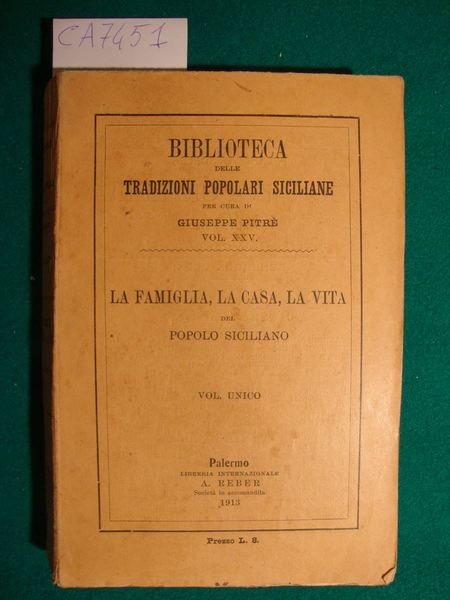 CA7451
BIBLIOTECA
DELLE
TRADIZIONI POPOLARI SICILIANE
PER CURA DI
GIUSEPPE PITRÈ
VOL. XXV.
LA FAMIGLIA, LA CASA, LA VITA
DEL
POPOLO SICILIANO
VOL. UNICO
Palermo
LIBRERIA INTERNAZIONALE
A. REBER
Società in accomandita
1913
Prezzo L. 8.